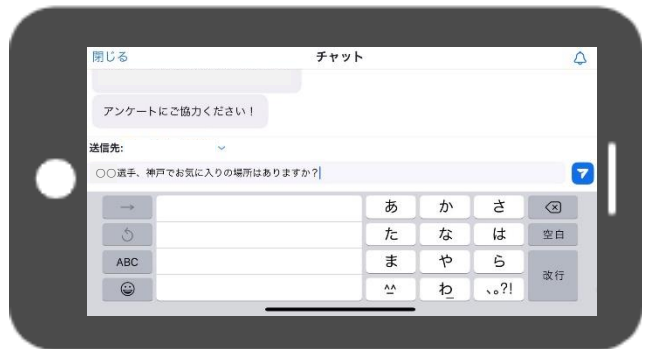 閉じる チャット
アンケートにご協力ください！
送信先:
○○選手、神戸でお気に入りの場所はありますか?
→ あ か さ
た な は 空白
ABC ま や ら 改行
^^ わ 、。?!